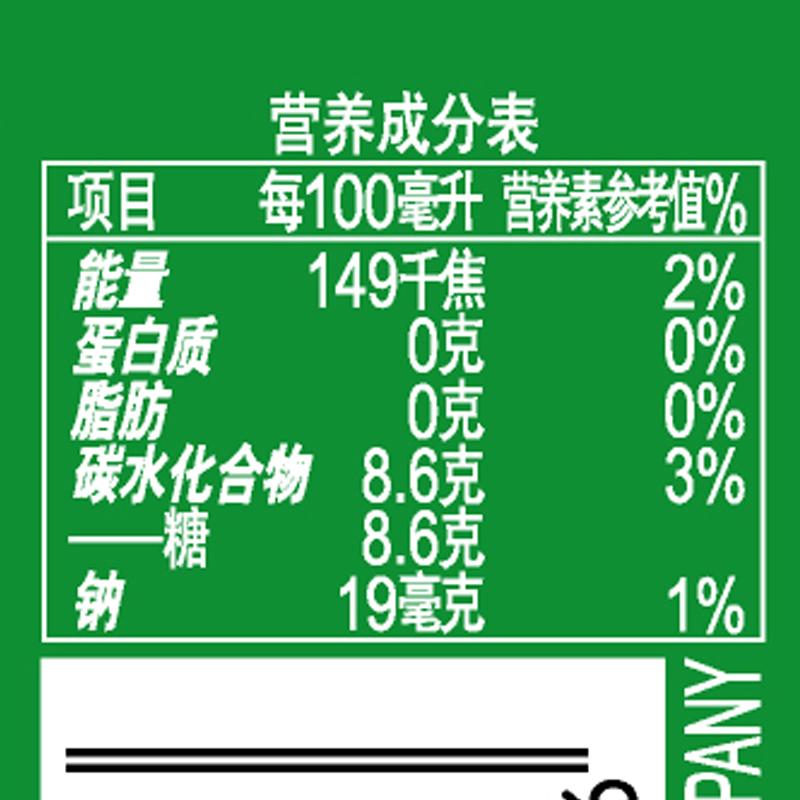 营养成分表
项目 每100毫升 营养素参考值%
能量 149千焦 2%
蛋白质 0克 0%
脂肪 0克 0%
碳水化合物 8.6克 3%
——糖 8.6克
钠 19毫克 1%
PANY